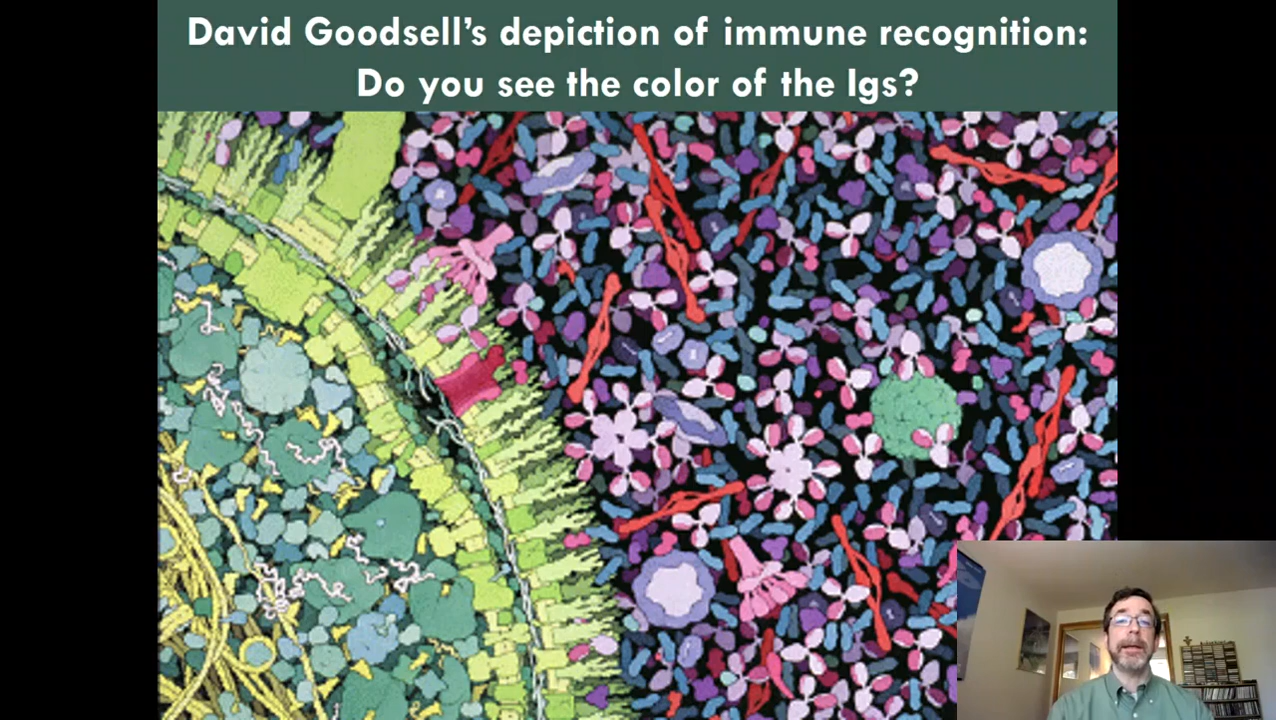 David Goodsell's depiction of immune recognition:
Do you see the color of the Igs?